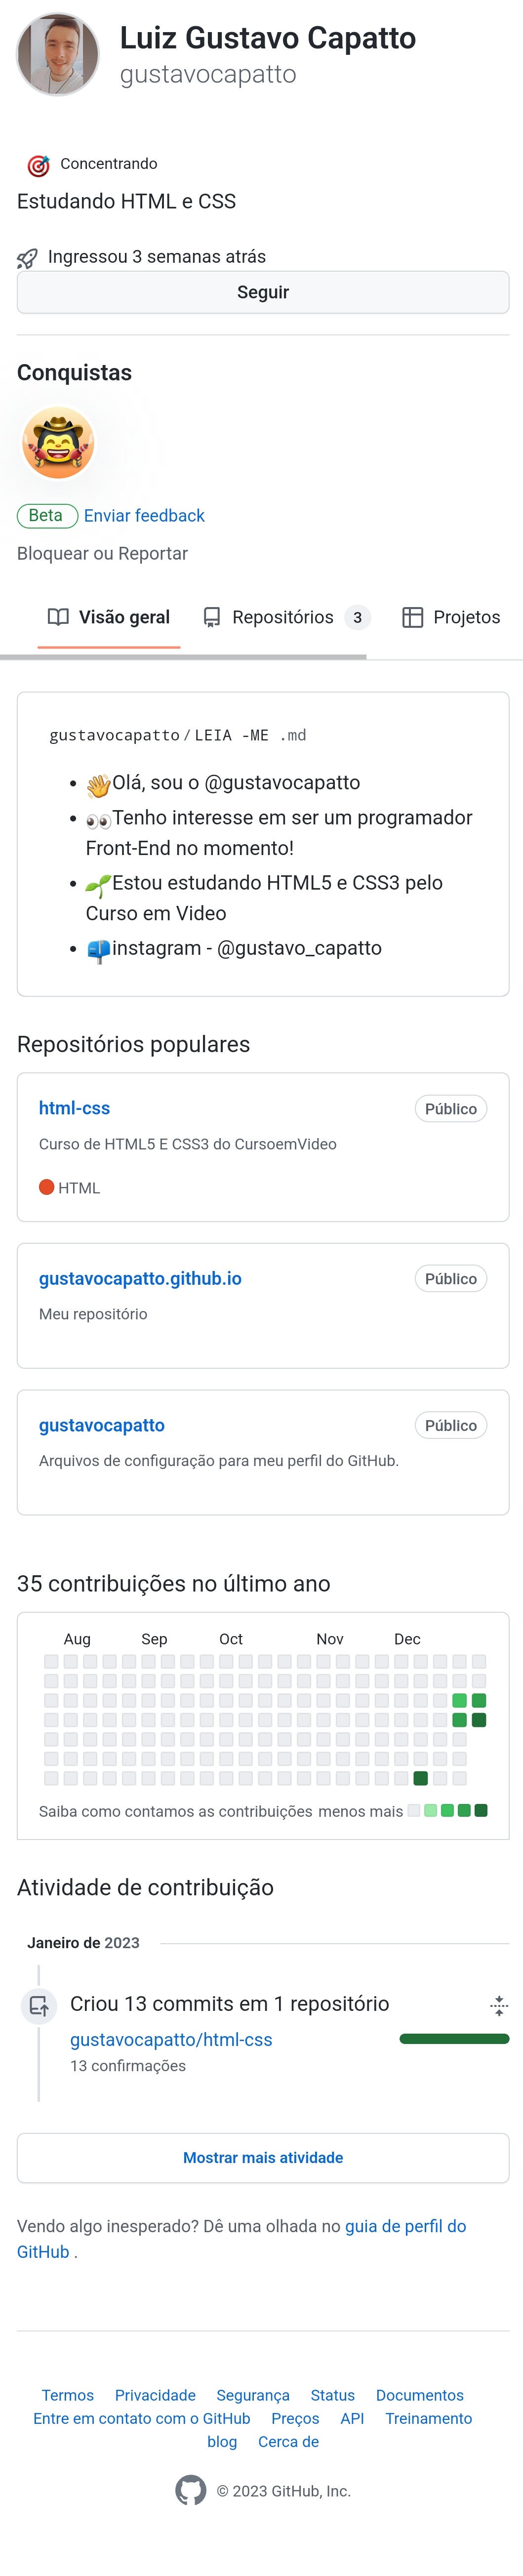 Luiz Gustavo Capatto
gustavocapatto
Concentrando
Estudando HTML e CSS
Ingressou 3 semanas atrás
Seguir
Conquistas
Beta Enviar feedback
Bloquear ou Reportar
Visão geral Repositórios 3 Projetos
gustavocapatto / LEIA -ME .md
👋Olá, sou o @gustavocapatto
👀Tenho interesse em ser um programador
Front-End no momento!
🌱Estou estudando HTML5 e CSS3 pelo
Curso em Video
📫instagram - @gustavo_capatto
Repositórios populares
html-css Público
Curso de HTML5 E CSS3 do CursoemVideo
HTML
gustavocapatto.github.io Público
Meu repositório
gustavocapatto Público
Arquivos de configuração para meu perfil do GitHub.
35 contribuições no último ano
Aug Sep Oct Nov Dec
Saiba como contamos as contribuições menos mais
Atividade de contribuição
Janeiro de 2023
Criou 13 commits em 1 repositório
gustavocapatto/html-css
13 confirmações
Mostrar mais atividade
Vendo algo inesperado? Dê uma olhada no guia de perfil do
GitHub .
Termos Privacidade Segurança Status Documentos
Entre em contato com o GitHub Preços API Treinamento
blog Cerca de
© 2023 GitHub, Inc.